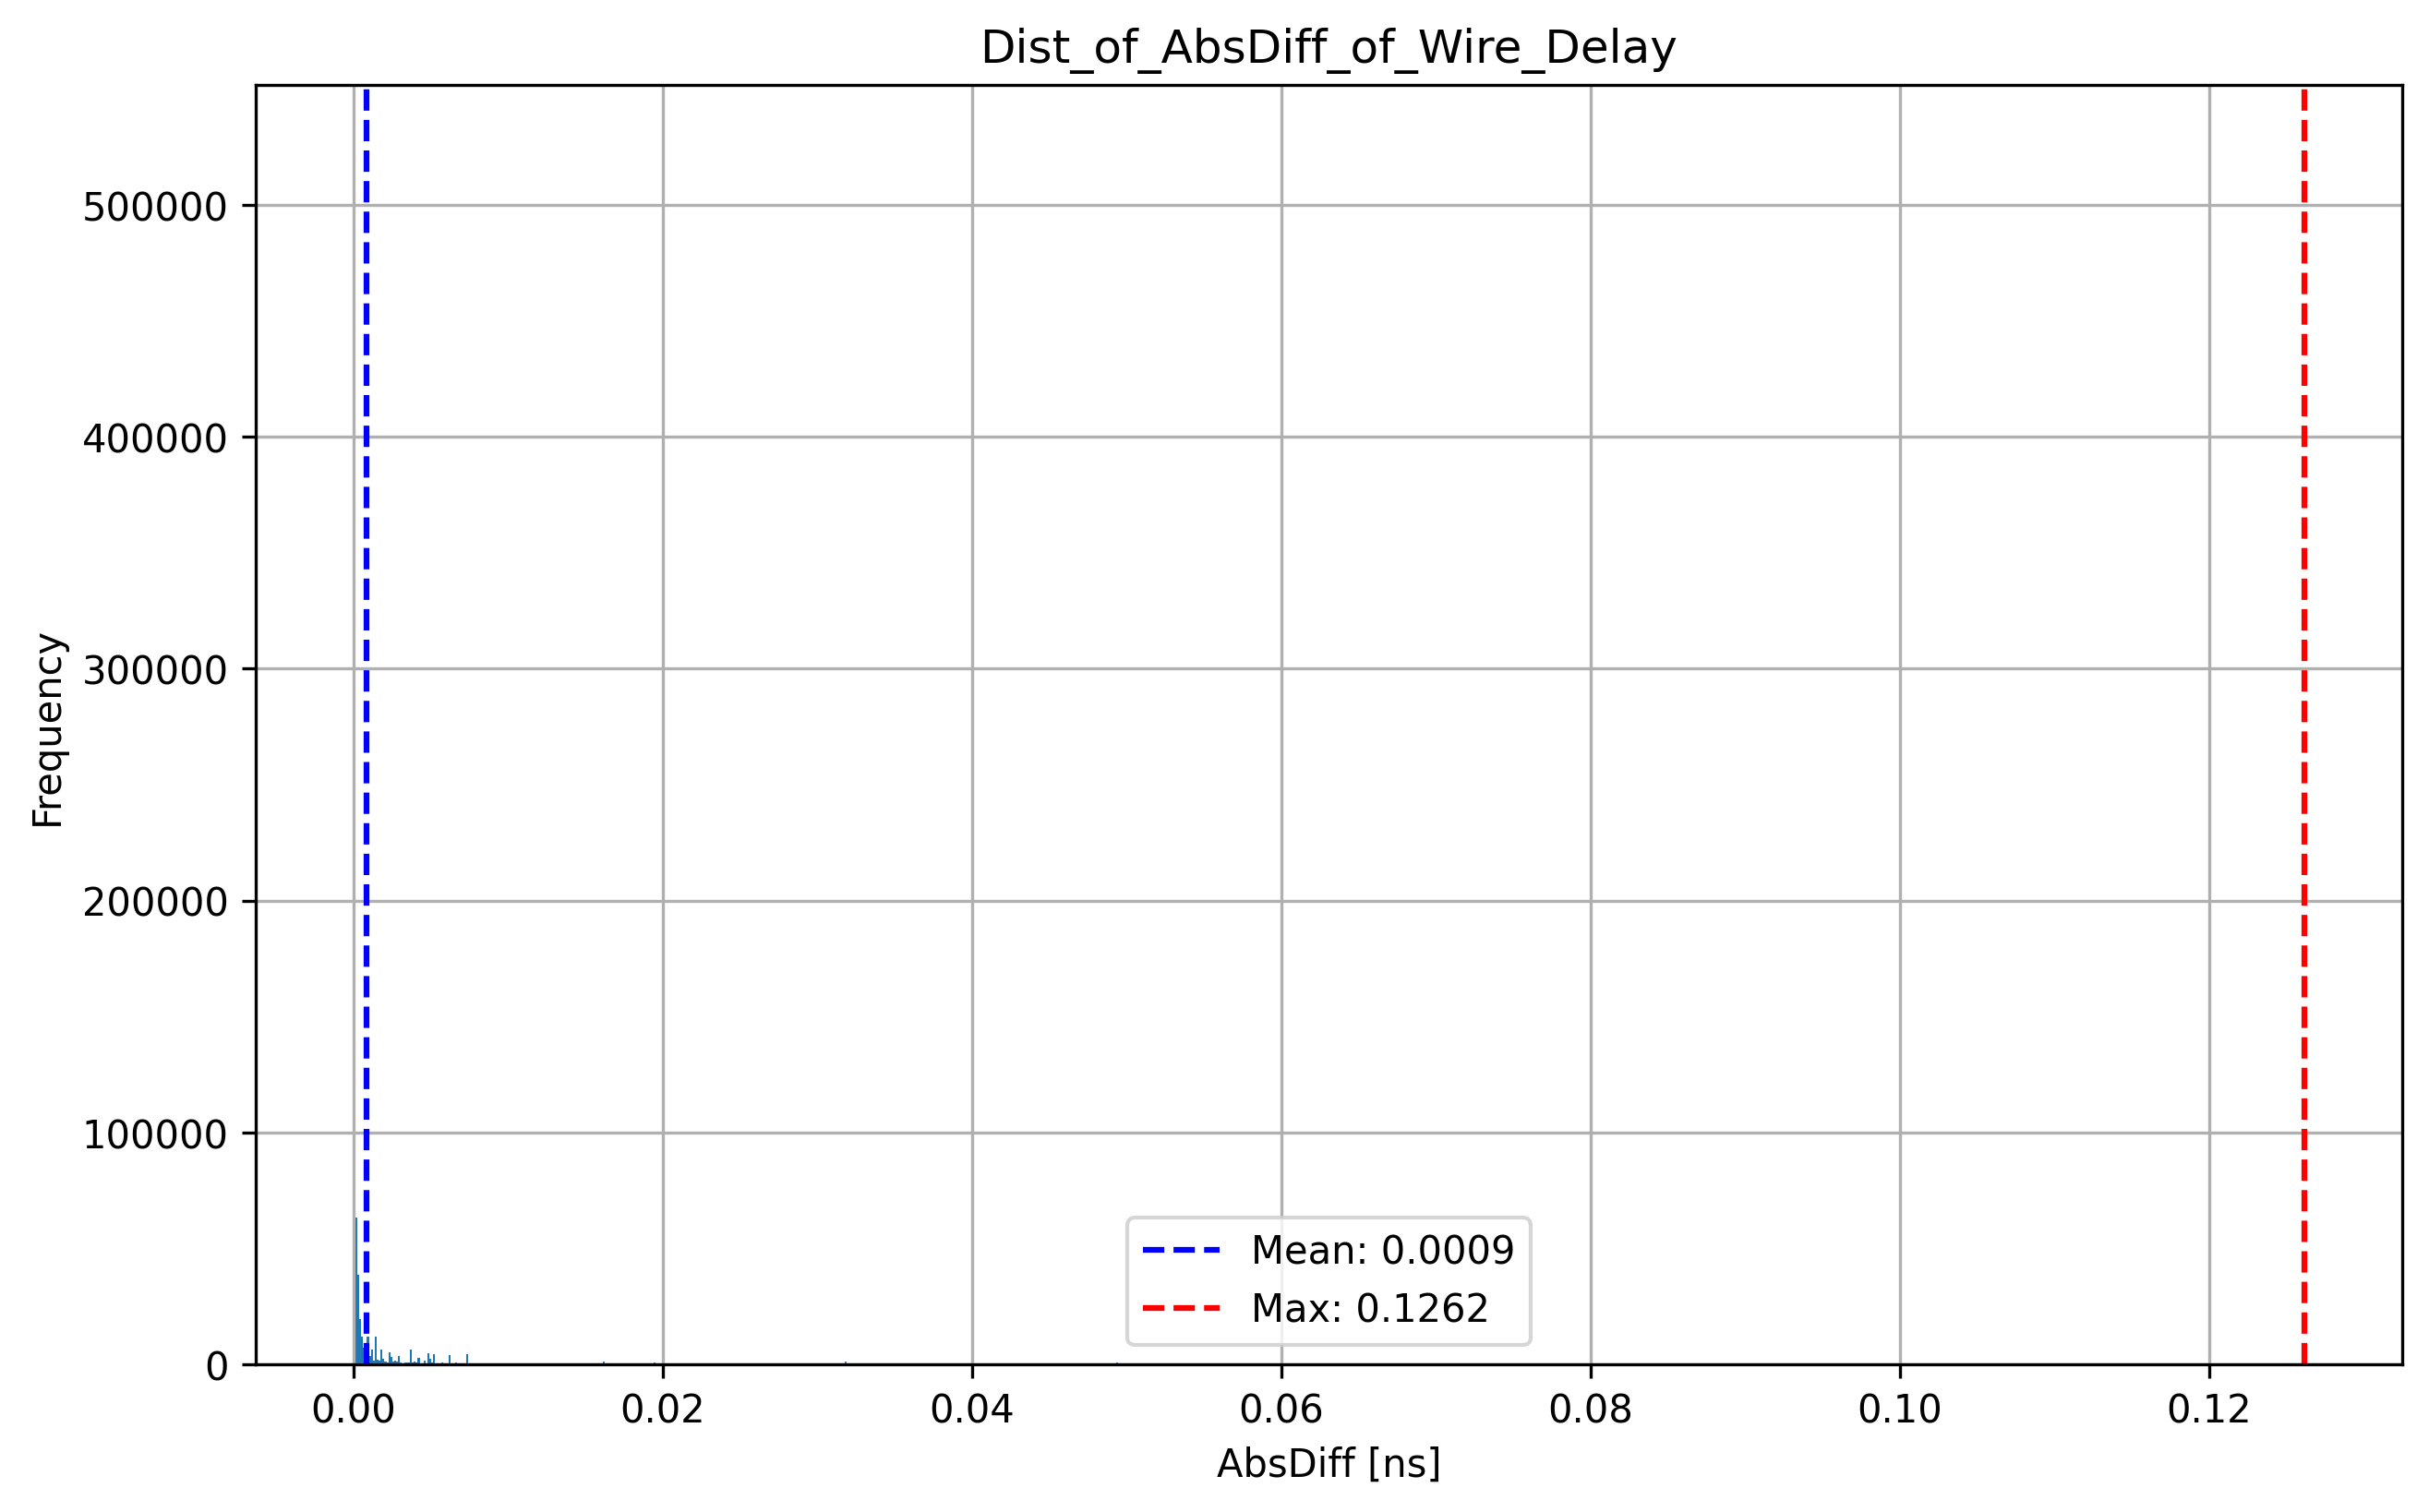 Dist_of_AbsDiff_of_Wire_Delay
Frequency
500000
400000
300000
200000
100000
0
Mean: 0.0009
Max: 0.1262
0.00 0.02 0.04 0.06 0.08 0.10 0.12
AbsDiff [ns]